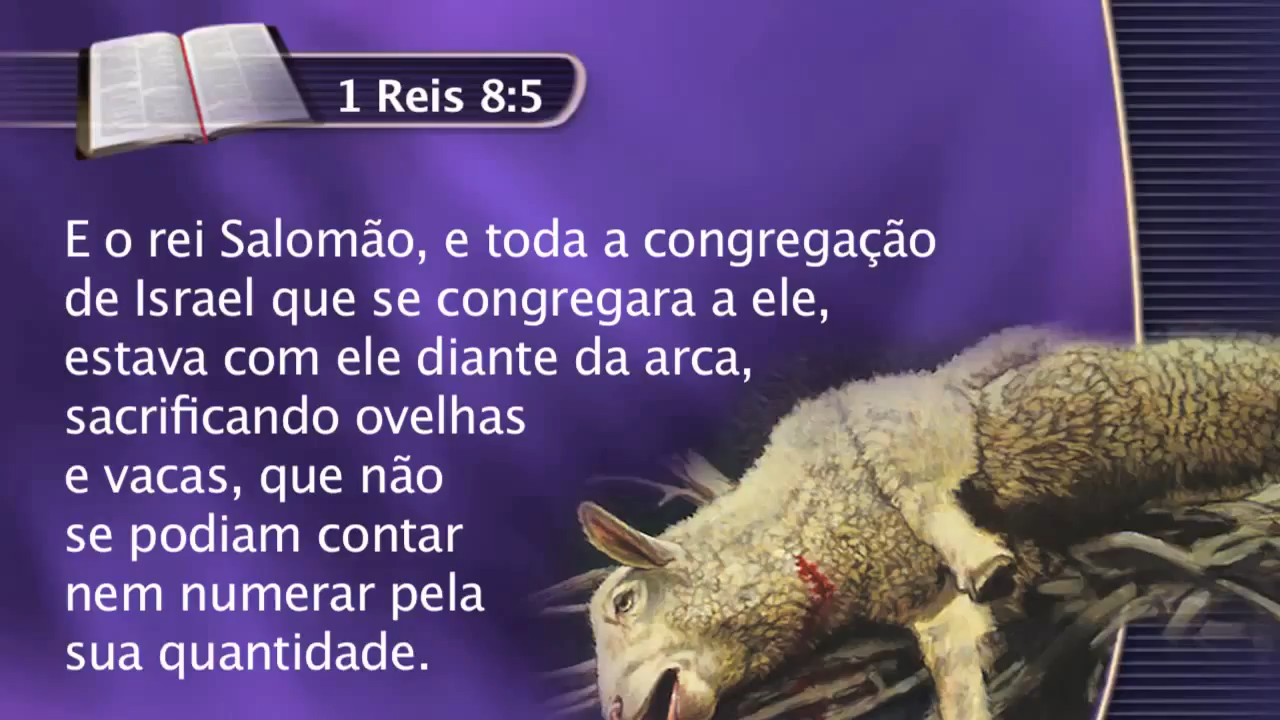 1 Reis 8:5
E o rei Salomão, e toda a congregação
de Israel que se congregara a ele,
estava com ele diante da arca,
sacrificando ovelhas
e vacas, que não
se podiam contar
nem numerar pela
sua quantidade.